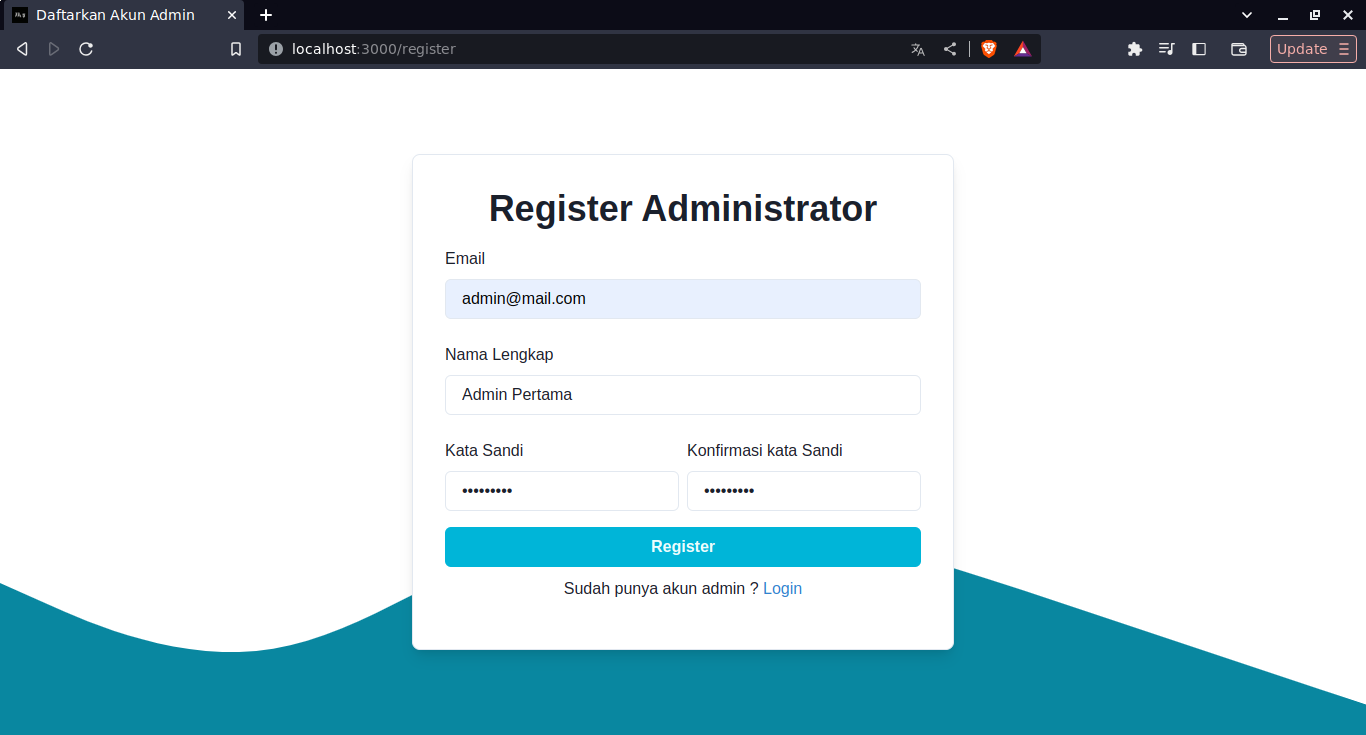 Daftarkan Akun Admin
localhost:3000/register
Update
Register Administrator
Email
admin@mail.com
Nama Lengkap
Admin Pertama
Kata Sandi Konfirmasi kata Sandi
••••••••• •••••••••
Register
Sudah punya akun admin ? Login